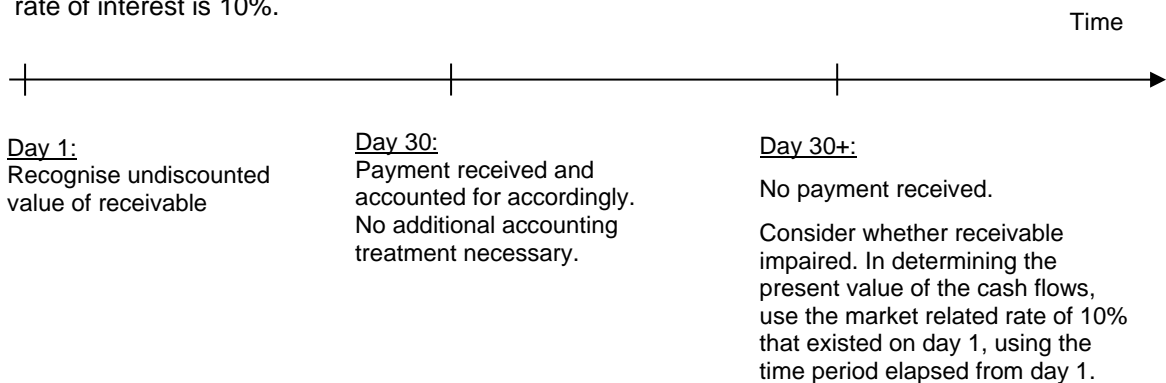 rate of interest is 10%.
Time
Day 1:
Recognise undiscounted
value of receivable
Day 30:
Payment received and
accounted for accordingly.
No additional accounting
treatment necessary.
Day 30+:
No payment received.
Consider whether receivable
impaired. In determining the
present value of the cash flows,
use the market related rate of 10%
that existed on day 1, using the
time period elapsed from day 1.